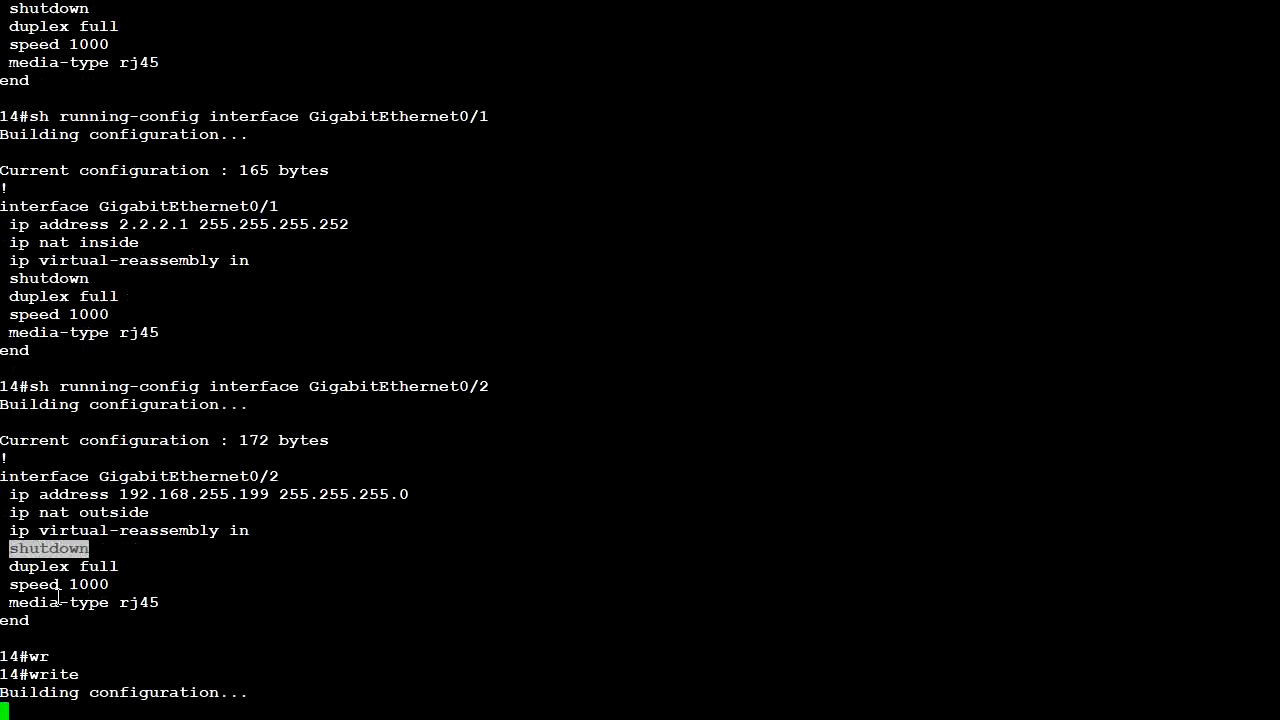 shutdown
duplex full
speed 1000
media-type rj45
end
14#sh running-config interface GigabitEthernet0/1
Building configuration...
Current configuration : 165 bytes
!
interface GigabitEthernet0/1
ip address 2.2.2.1 255.255.255.252
ip nat inside
ip virtual-reassembly in
shutdown
duplex full
speed 1000
media-type rj45
end
14#sh running-config interface GigabitEthernet0/2
Building configuration...
Current configuration : 172 bytes
!
interface GigabitEthernet0/2
ip address 192.168.255.199 255.255.255.0
ip nat outside
ip virtual-reassembly in
shutdown
duplex full
speed 1000
media-type rj45
end
14#wr
14#write
Building configuration...